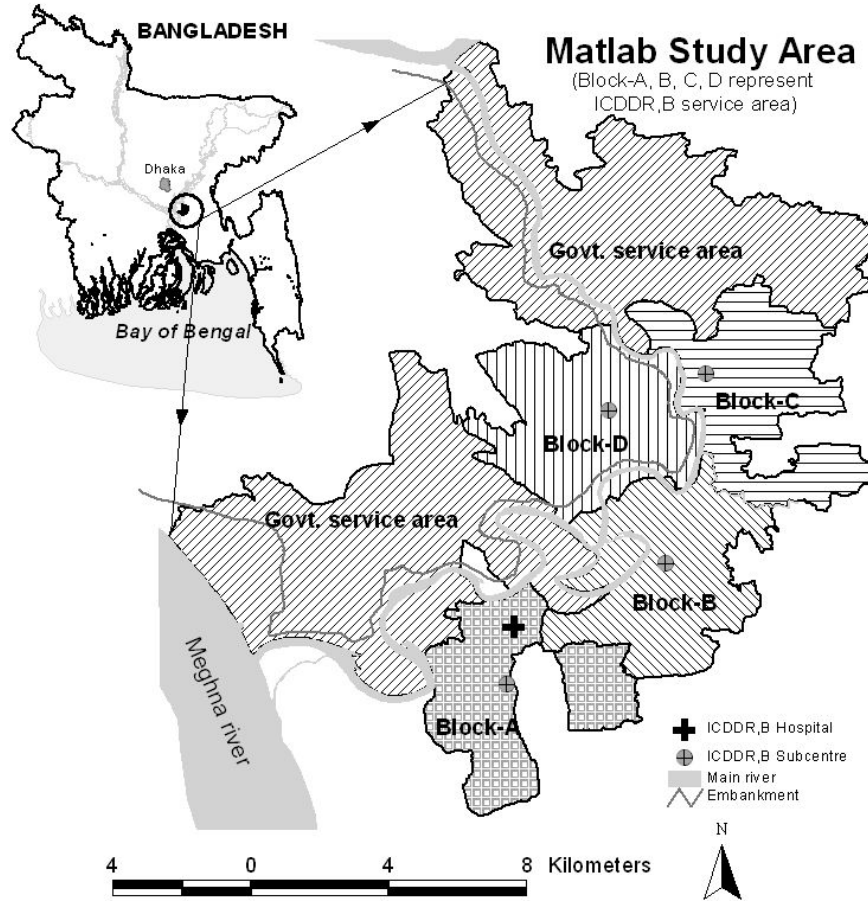 BANGLADESH
Matlab Study Area
(Block-A, B, C, D represent
ICDDR,B service area)
Dhaka
Govt. service area
Bay of Bengal
Block-C
Block-D
Govt. service area
Block-B
Meghna river
Block-A
ICDDR,B Hospital
ICDDR,B Subcentre
Main river
Embankment
N
4 0 4 8 Kilometers